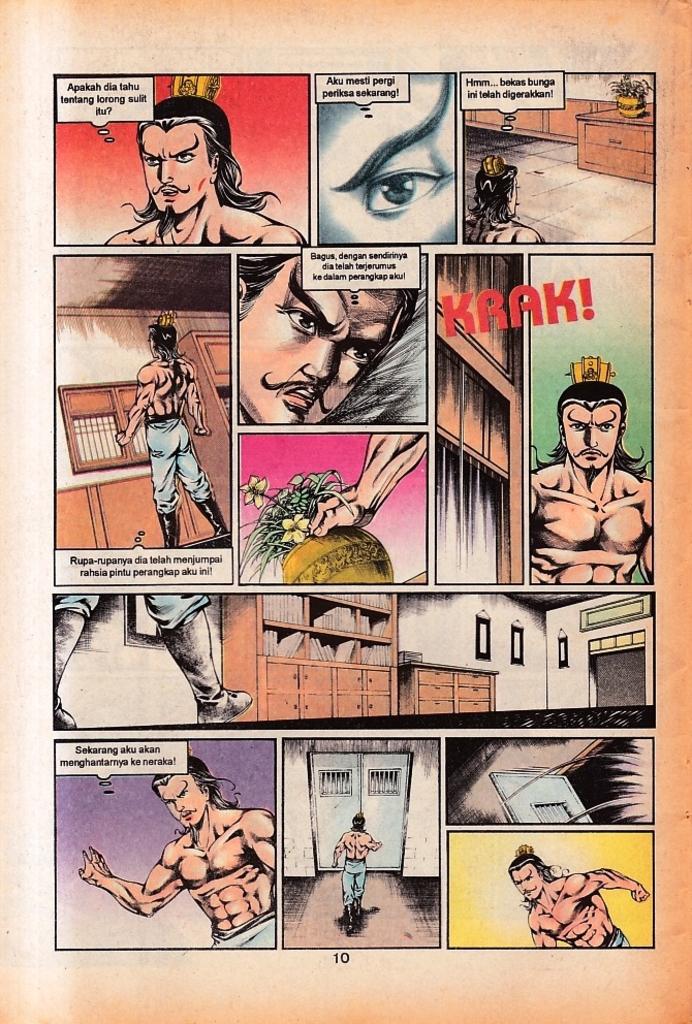 Apakah dia tahu
tentang lorong sulit
itu?
Aku mesti pergi
periksa sekarang!
Hmm... bekas bunga
ini telah digerakkan!
Rupa-rupanya dia telah menjumpai
rahsia pintu perangkap aku ini!
Bagus, dengan sendirinya
dia telah terjerumus
ke dalam perangkap aku!
KRAK!
Sekarang aku akan
menghantarnya ke neraka!
10